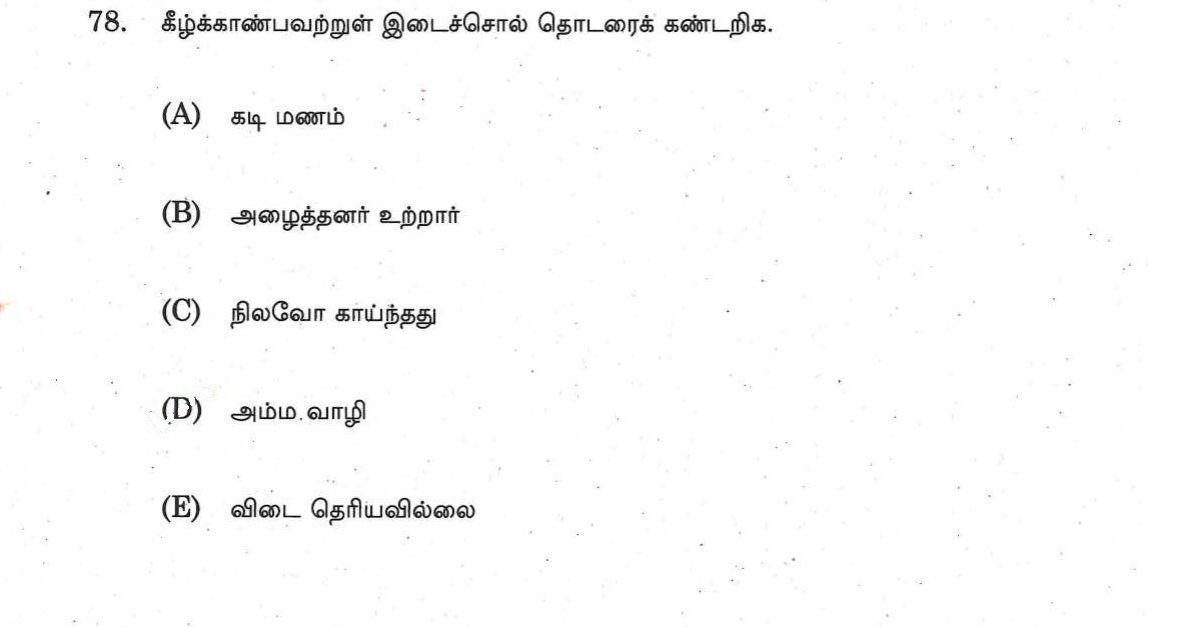 78. கீழ்க்காண்பவற்றுள் இடைச்சொல் தொடரைக் கண்டறிக.
(A) கடி மணம்
(B) அழைத்தனர் உற்றார்
(C) நிலவோ காய்ந்தது
(D) அம்ம வாழி
(E) விடை தெரியவில்லை